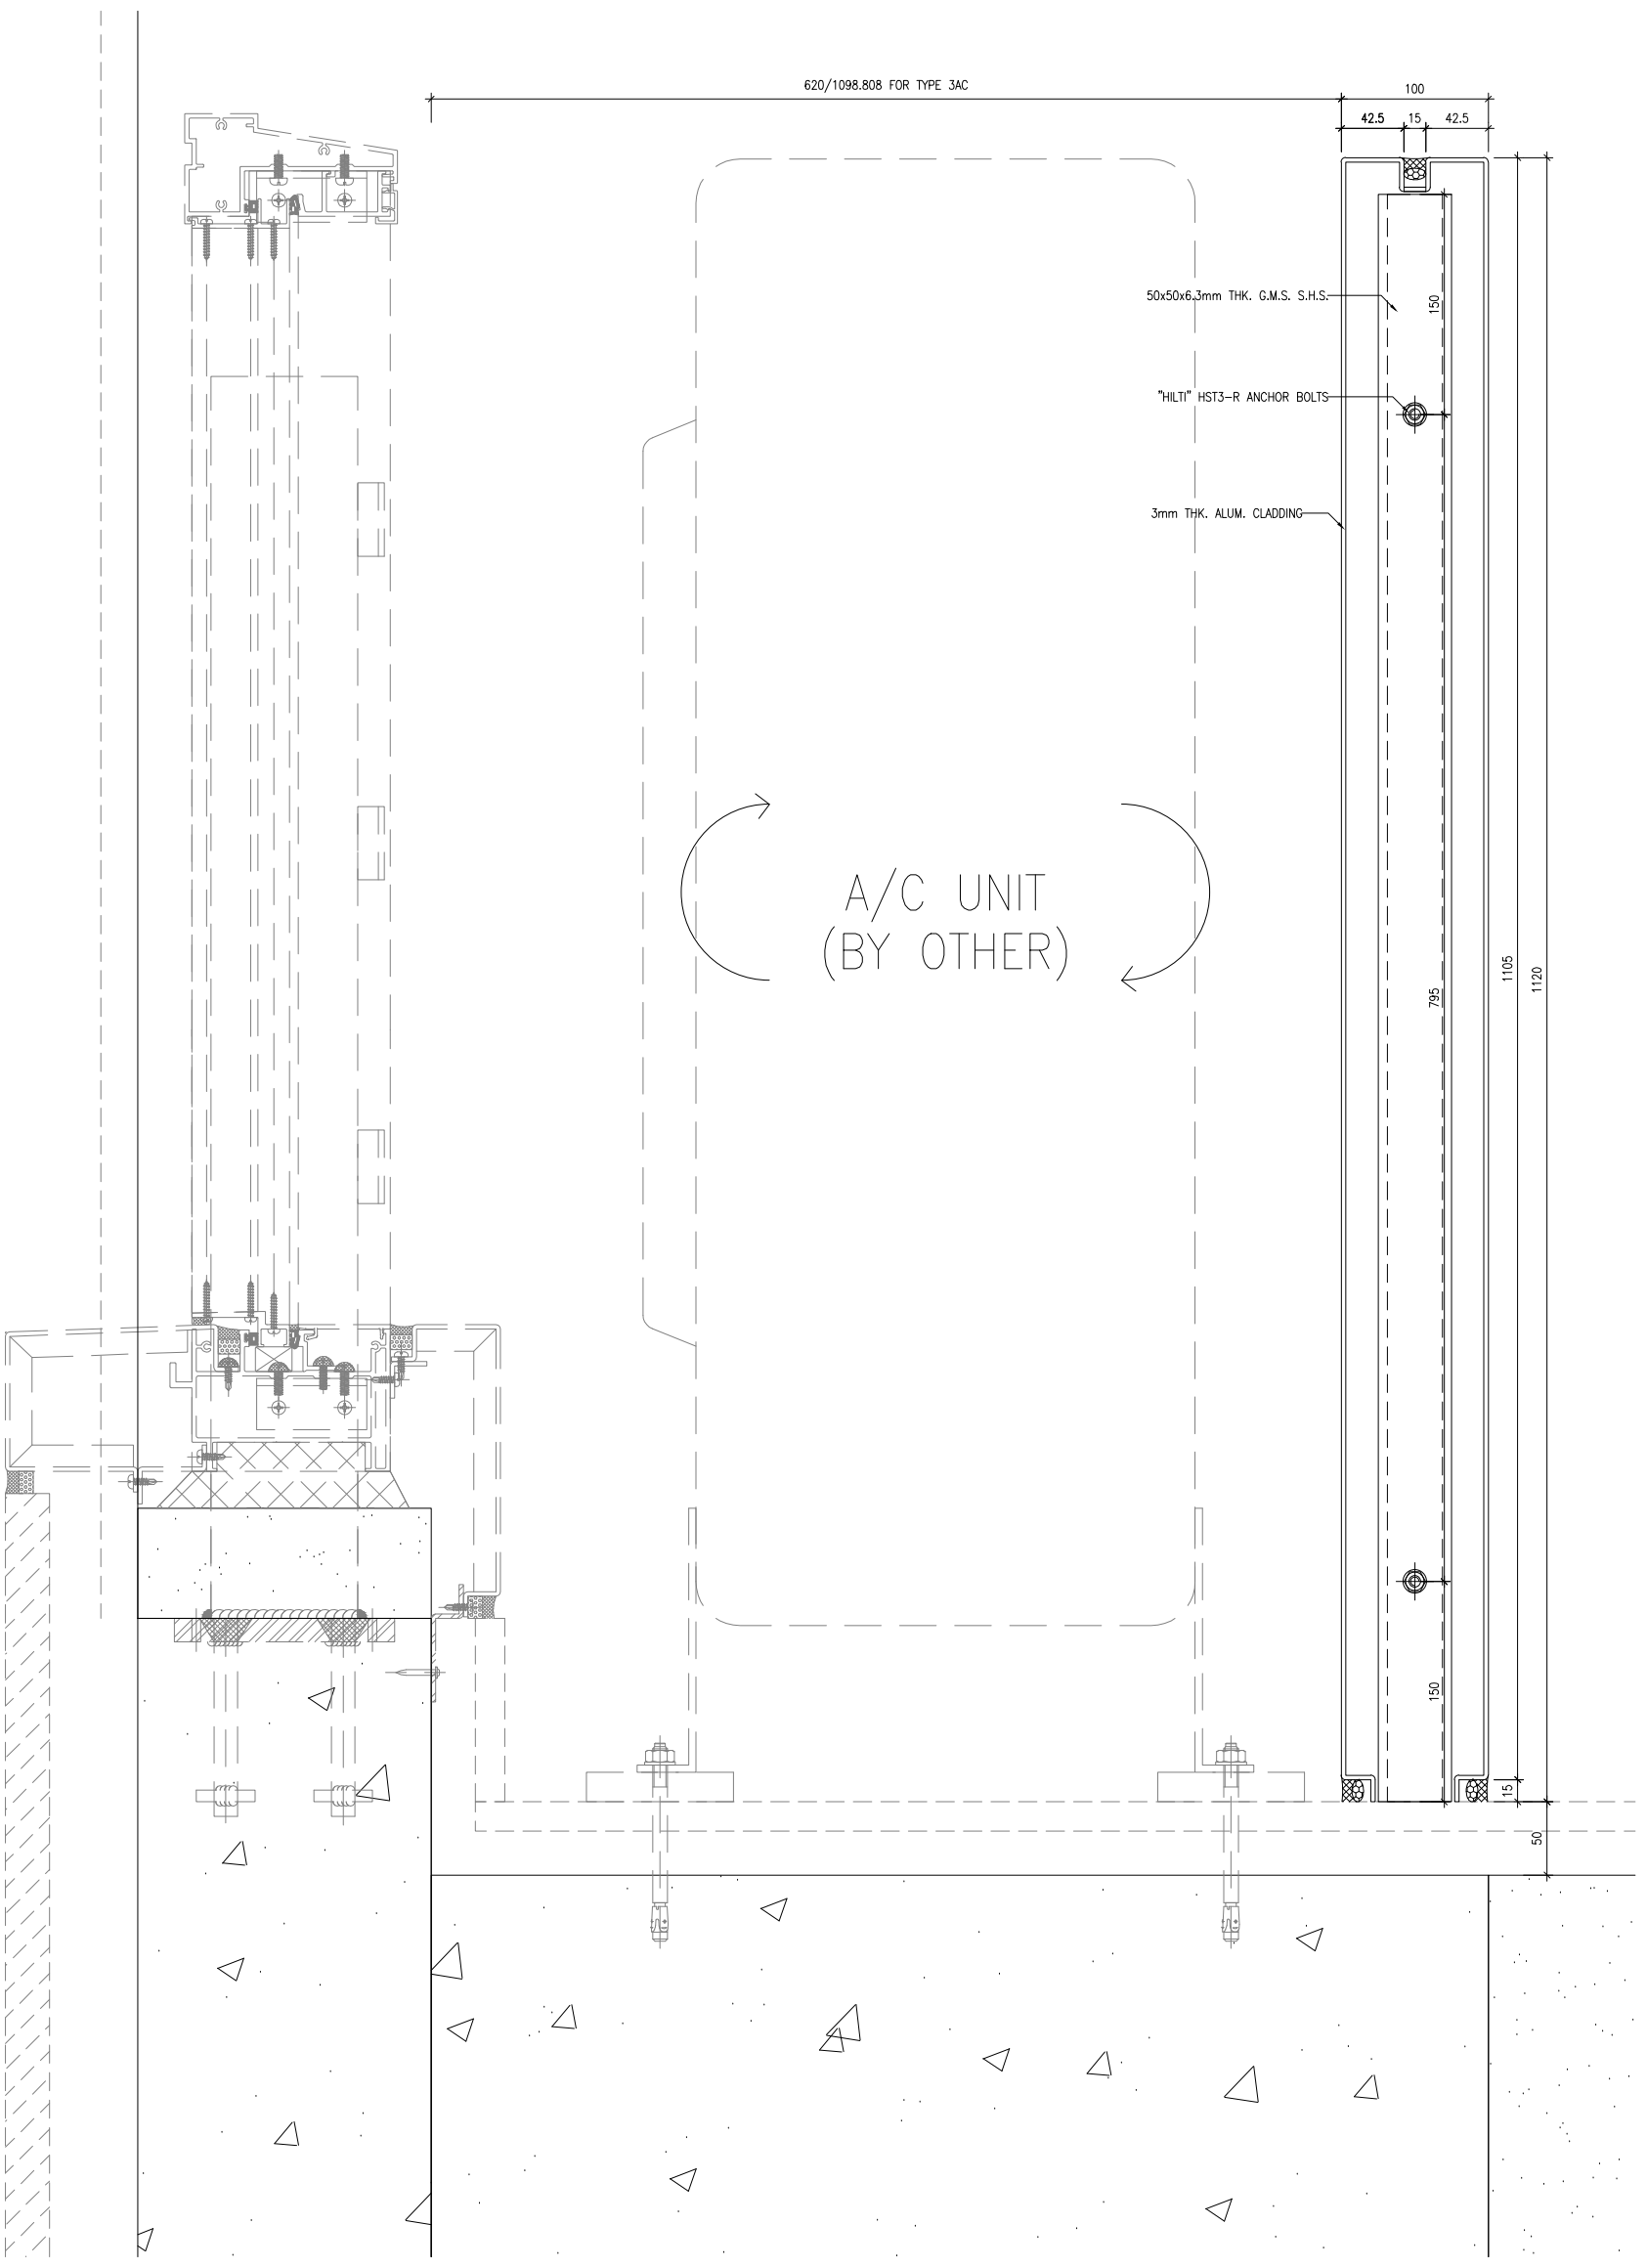 620/1098.808 FOR TYPE 3AC
100
42.5
15
42.5
50x50x6.3mm THK. G.M.S. S.H.S.
150
"HILTI" HST3-R ANCHOR BOLTS
3mm THK. ALUM. CLADDING
A/C UNIT
(BY OTHER)
1105
1120
795
150
15
50